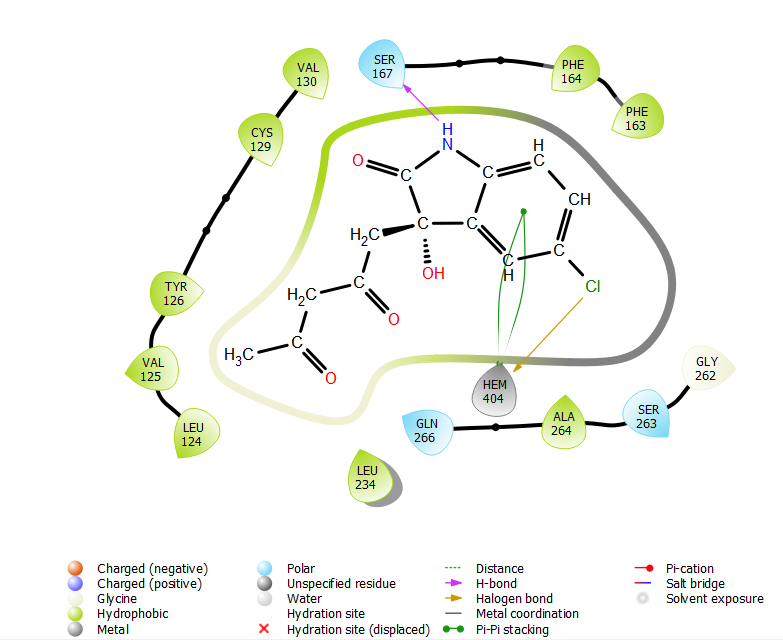 VAL
130
SER
167
PHE
164
PHE
163
CYS
129
H
N
H
C
O
C
C
CH
H₂C
C
C
C
OH
C
H
Cl
H₂C
C
O
TYR
126
H₃C
C
O
VAL
125
HEM
404
GLY
262
LEU
124
GLN
266
ALA
264
SER
263
LEU
234
Charged (negative)
Charged (positive)
Glycine
Hydrophobic
Metal
Polar
Unspecified residue
Water
Hydration site
Hydration site (displaced)
Distance
H-bond
Halogen bond
Metal coordination
Pi-Pi stacking
Pi-cation
Salt bridge
Solvent exposure